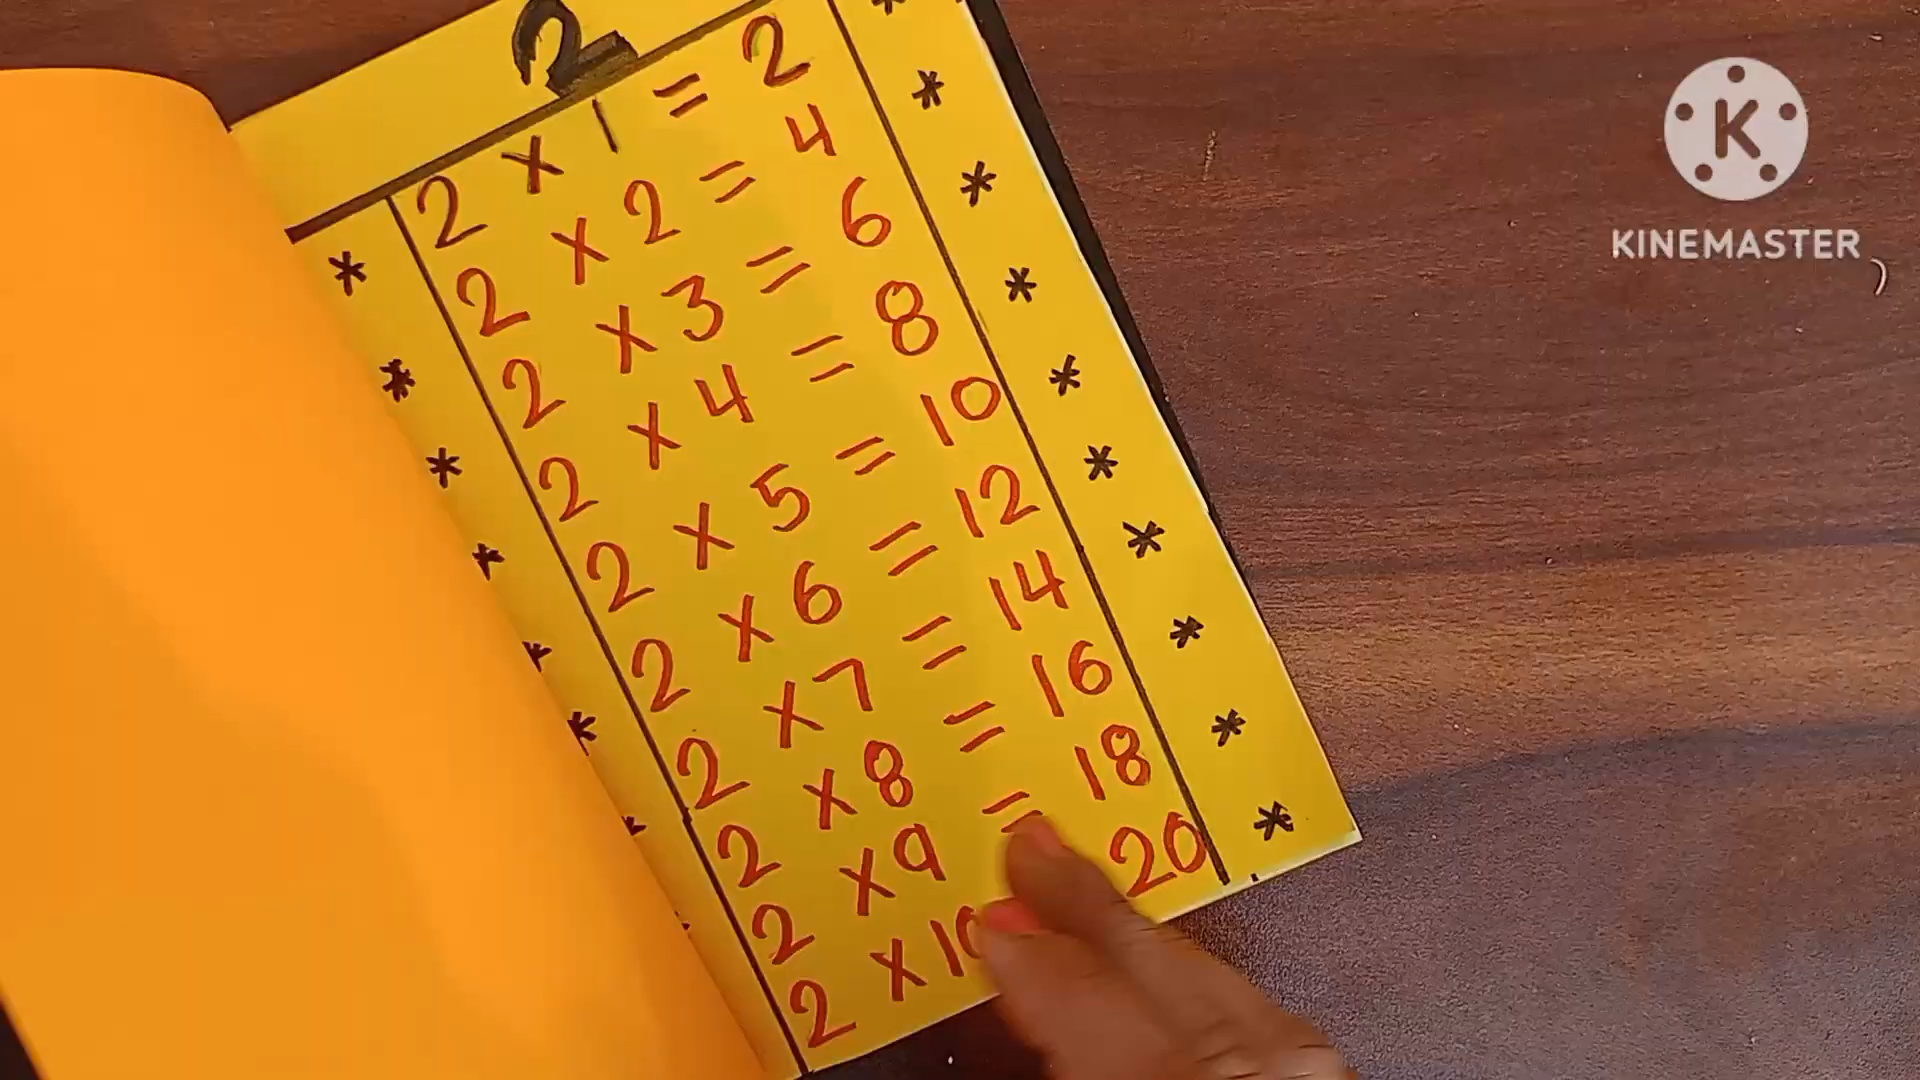 2
2 x 1 = 2
2 x 2 = 4
2 x 3 = 6
2 x 4 = 8
2 x 5 = 10
2 x 6 = 12
2 x 7 = 14
2 x 8 = 16
2 x 9 = 18
2 x 10 20
K
KINEMASTER